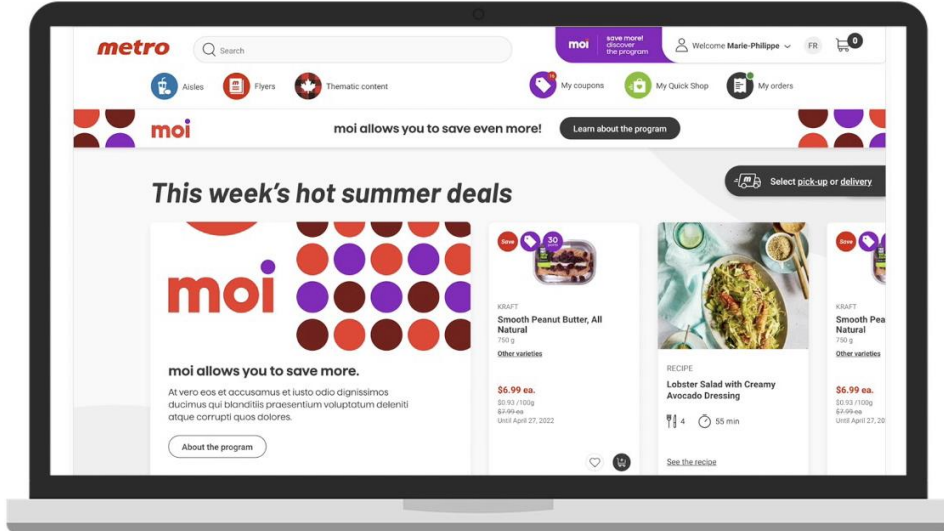 metro
Search
moi
save more!
discover
the program
Welcome Marie-Philippe
FR
0
Aisles
Flyers
Thematic content
My coupons
My Quick Shop
My orders
moi
moi allows you to save even more!
Learn about the program
This week's hot summer deals
m
Select pick-up or delivery
moi
moi allows you to save more.
At vero eos et accusamus et iusto odio dignissimos
ducimus qui blanditiis praesentium voluptatum deleniti
atque corrupti quos dolores.
About the program
Save
30
points
KRAFT
Smooth Peanut Butter, All
Natural
750 g
Other varieties
$6.99 ea.
$0.93 /100g
$7.99 ea
Until April 27, 2022
RECIPE
Lobster Salad with Creamy
Avocado Dressing
4
55 min
See the recipe
Save
KRAFT
Smooth Pea
Natural
750 g
Other varieties
$6.99 ea.
$0.93 /100g
$7.99 ea
Until April 27, 20